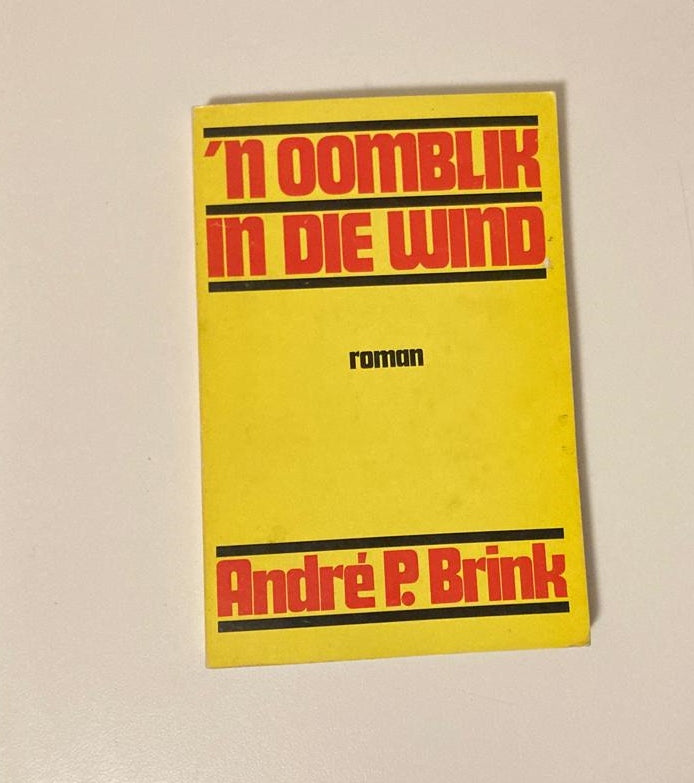 'n OOMBLIK
in DIE WIND
roman
André P. Brink